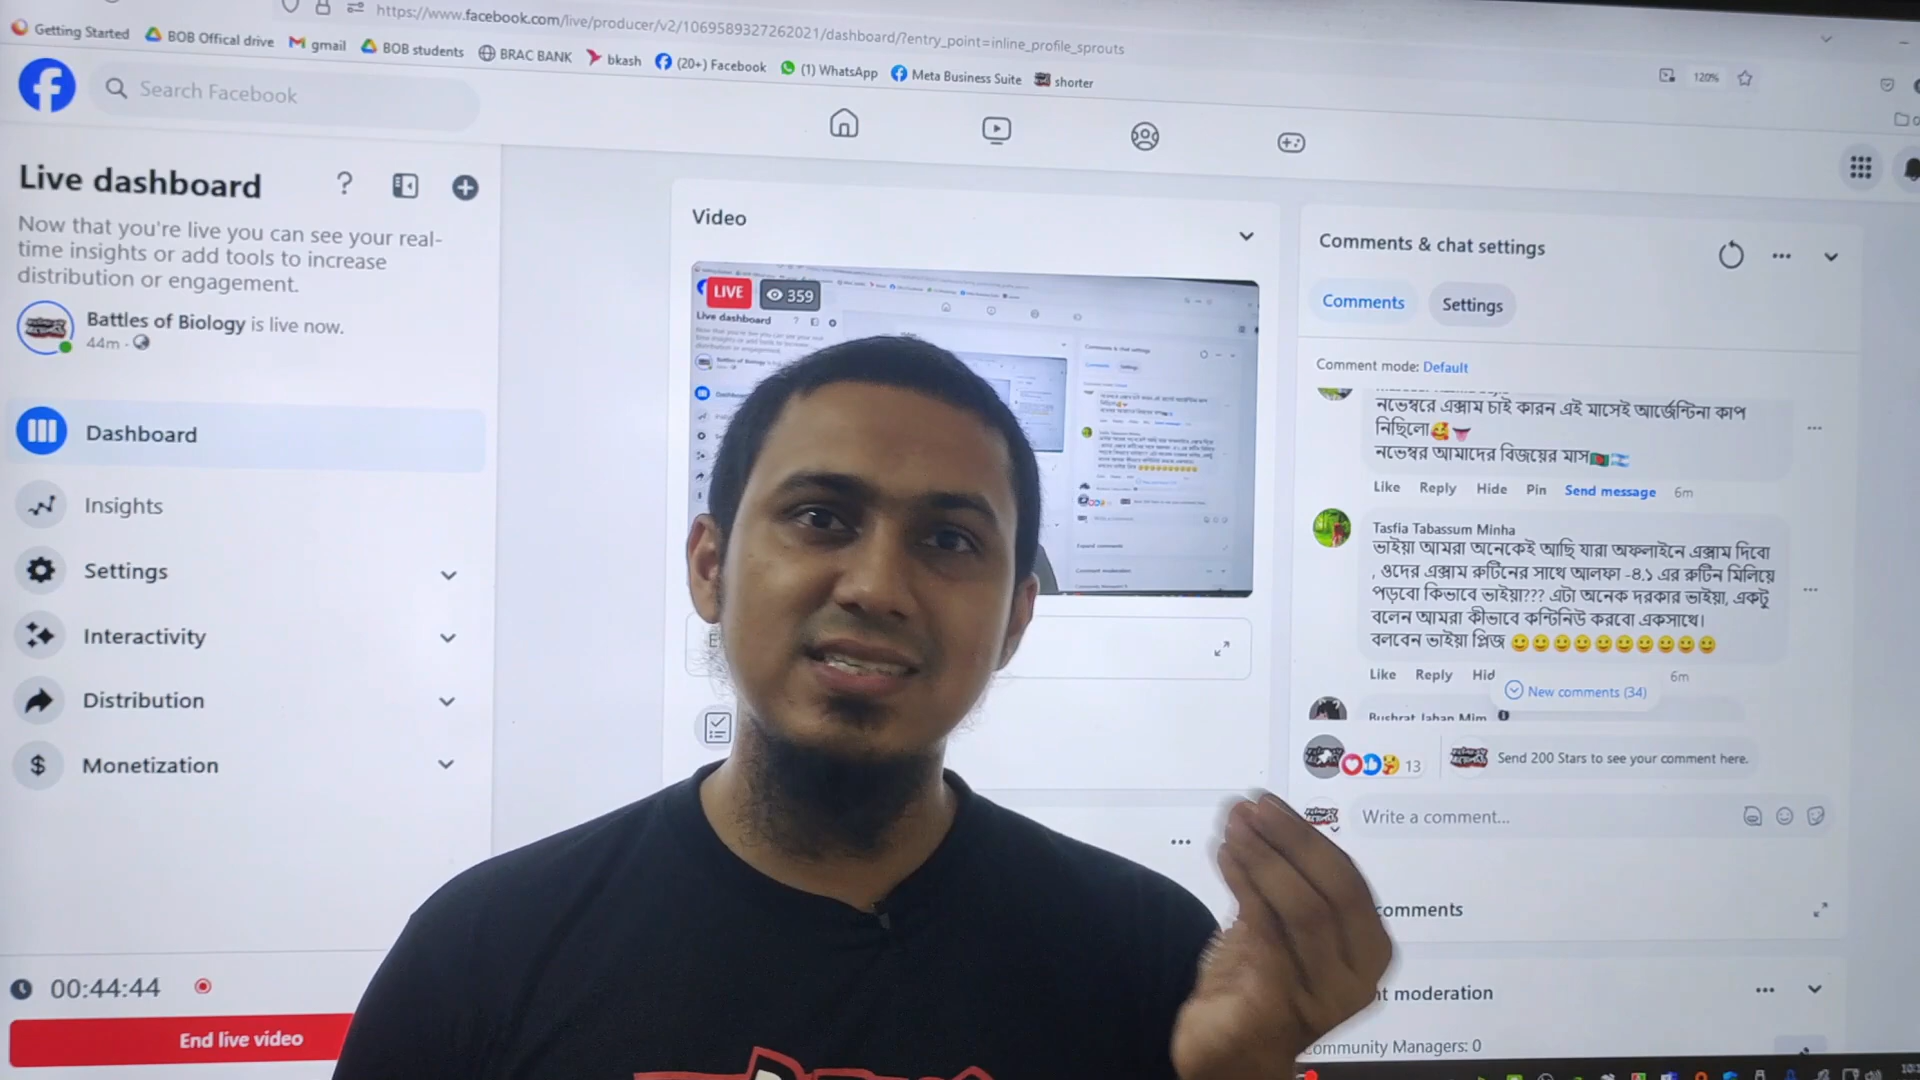 https://www.facebook.com/live/producer/v2/1069589327262021/dashboard/?entry_point=inline_profile_sprouts
120%
Getting Started
BOB Offical drive
gmail
BOB students
BRAC BANK
bkash
(20+) Facebook
(1) WhatsApp
Meta Business Suite
shorter
Search Facebook
Live dashboard
Now that you're live you can see your real-
time insights or add tools to increase
distribution or engagement.
Battles of Biology is live now.
44m
Dashboard
Insights
Settings
Interactivity
Distribution
Monetization
00:44:44
End live video
Video
LIVE
359
Live dashboard
Comments & chat settings
Comments
Settings
Comment mode: Default
নভেম্বরে এক্সাম চাই কারন এই মাসেই আর্জেন্টিনা কাপ
নিছিলো🥰👅
নভেম্বর আমাদের বিজয়ের মাস🇧🇩🇦🇷
Like Reply Hide Pin Send message 6m
Tasfia Tabassum Minha
ভাইয়া আমরা অনেকেই আছি যারা অফলাইনে এক্সাম দিবো
, ওদের এক্সাম রুটিনের সাথে আলফা -৪.১ এর রুটিন মিলিয়ে
পড়বো কিভাবে ভাইয়া??? এটা অনেক দরকার ভাইয়া, একটু
বলেন আমরা কীভাবে কন্টিনিউ করবো একসাথে।
বলবেন ভাইয়া প্লিজ 🙂🙂🙂🙂🙂🙂🙂🙂🙂🙂
Like Reply Hid 6m
New comments (34)
Jahan Mim
13
Send 200 Stars to see your comment here.
Write a comment...
comments
moderation
Community Managers: 0